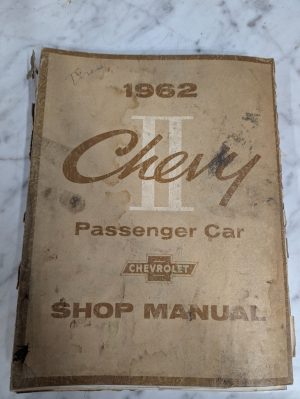 1962
Chevy II
Passenger Car
CHEVROLET
SHOP MANUAL